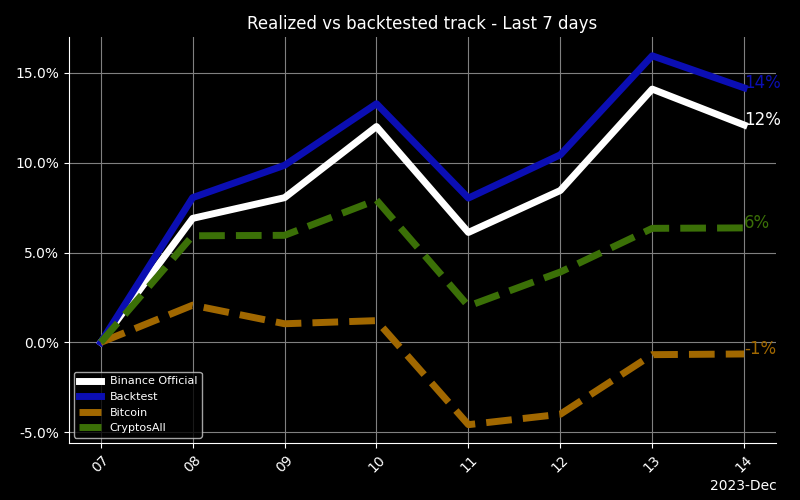 Realized vs backtested track - Last 7 days
15.0%
10.0%
5.0%
0.0%
-5.0%
14%
12%
6%
-1%
Binance Official
Backtest
Bitcoin
CryptosAll
07
08
09
10
11
12
13
14
2023-Dec